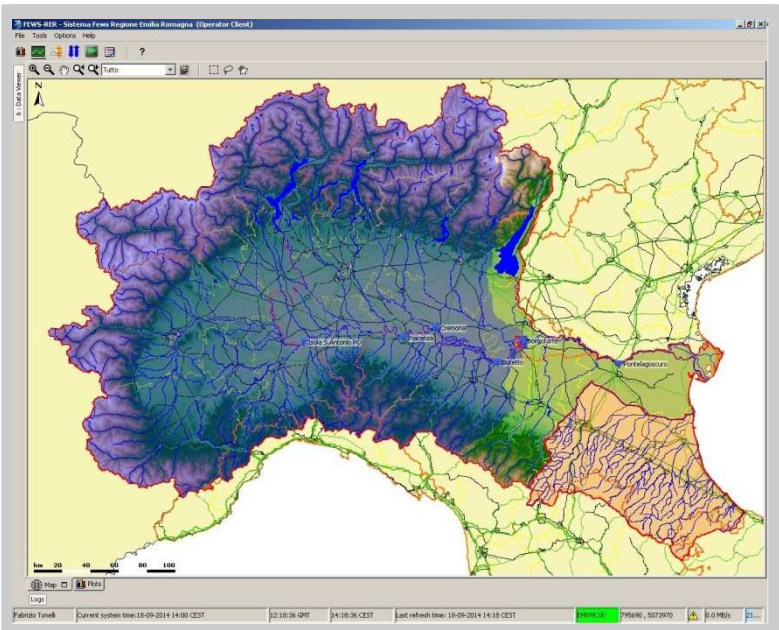 FEWS-RER - Sistema Fews Regione Emilia Romagna (Operator Client)
File Tools Options Help
?
Tutto
6 : Data Viewer
N
Cremona
Isola S.Antonio PO
Piacenza
Borgoforte
Boretto
Pontelagoscuro
km 20 40 60 80 100
Map Plots
Logs
Fabrizio Tonelli Current system time:18-09-2014 14:00 CEST 12:18:36 GMT 14:18:36 CEST Last refresh time: 18-09-2014 14:18 CEST 795690 , 5073970 0.0 MB/s 21...